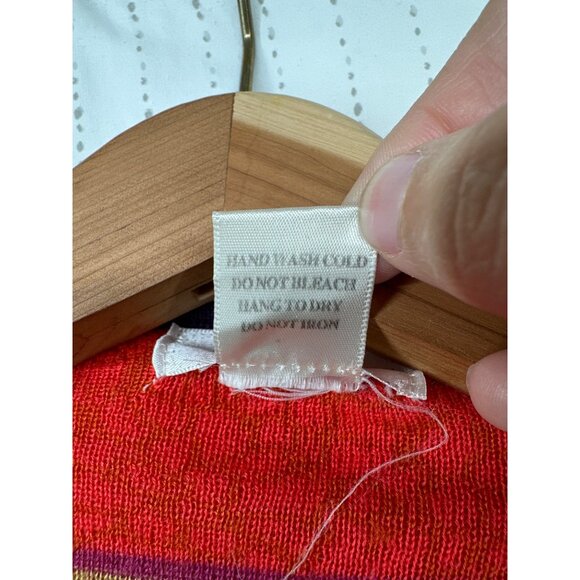 HAND WASH COLD
DO NOT BLEACH
HANG TO DRY
DO NOT IRON